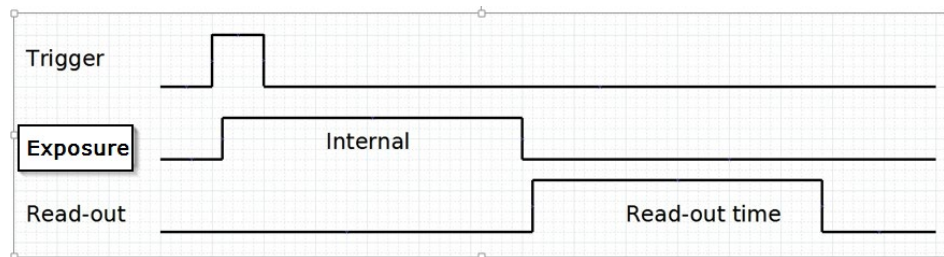 Trigger
Exposure
Internal
Read-out
Read-out time